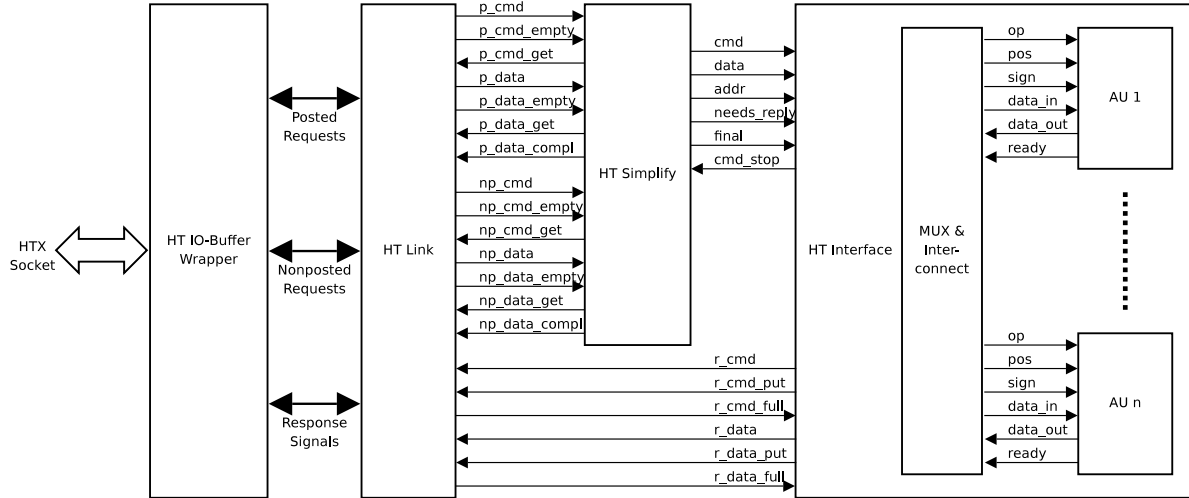 HTX
Socket
HT IO-Buffer
Wrapper
Posted
Requests
Nonposted
Requests
Response
Signals
HT Link
p_cmd
p_cmd_empty
p_cmd_get
p_data
p_data_empty
p_data_get
p_data_compl
np_cmd
np_cmd_empty
np_cmd_get
np_data
np_data_empty
np_data_get
np_data_compl
HT Simplify
cmd
data
addr
needs_reply
final
cmd_stop
r_cmd
r_cmd_put
r_cmd_full
r_data
r_data_put
r_data_full
HT Interface
MUX &
Inter-
connect
op
pos
sign
data_in
data_out
ready
AU 1
op
pos
sign
data_in
data_out
ready
AU n